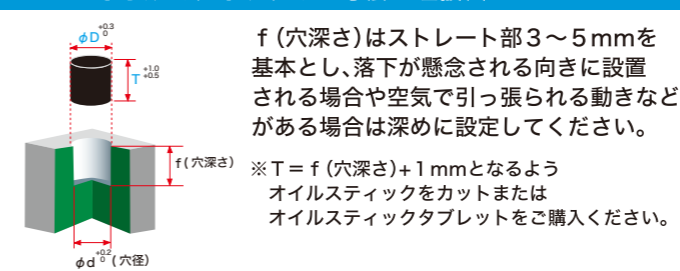 φD +0.3 0
T +1.0 +0.5
f(穴深さ)
φd +0.2 0 (穴径)
f(穴深さ)はストレート部3〜5mmを
基本とし、落下が懸念される向きに設置
される場合や空気で引っ張られる動きなど
がある場合は深めに設定してください。
※T=f(穴深さ)+1mmとなるよう
オイルスティックをカットまたは
オイルスティックタブレットをご購入ください。